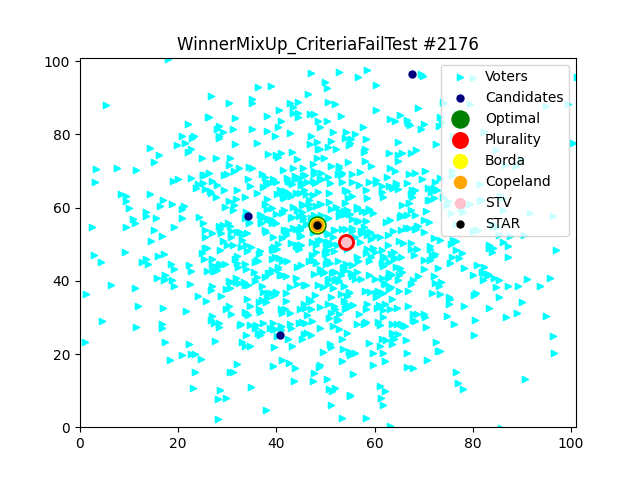 WinnerMixUp_CriteriaFailTest #2176
100
80
60
40
20
0
0 20 40 60 80 100
Voters
Candidates
Optimal
Plurality
Borda
Copeland
STV
STAR